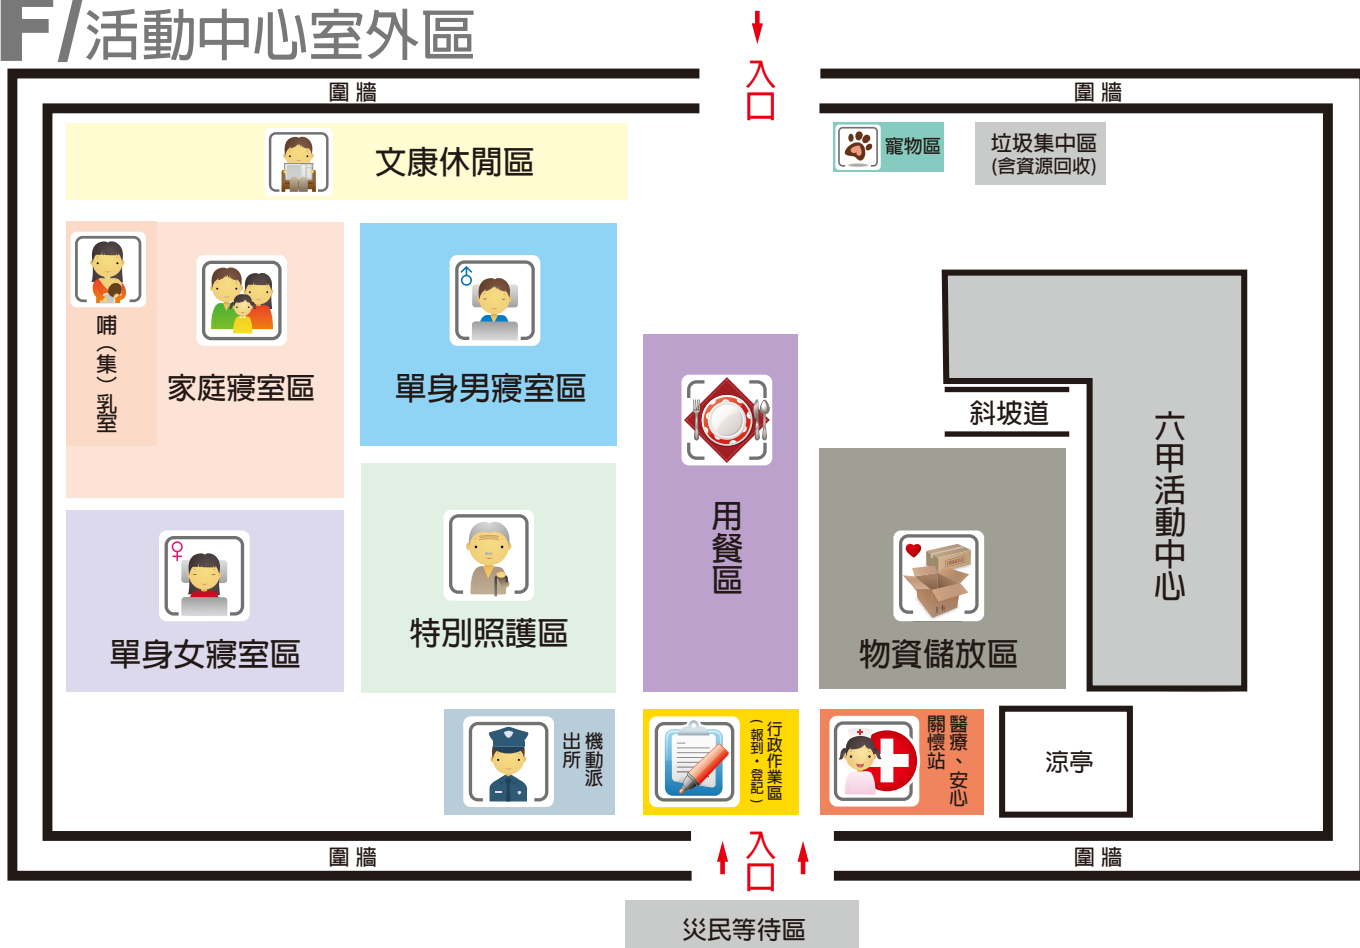 F/活動中心室外區
入口
圍牆
圍牆
文康休閒區
寵物區
垃圾集中區
(含資源回收)
哺（集）乳室
家庭寢室區
單身男寢室區
用餐區
斜坡道
六甲活動中心
單身女寢室區
特別照護區
物資儲放區
機動派
出所
行政作業區
(報到・登記)
醫療、安心
關懷站
涼亭
圍牆
入口
圍牆
災民等待區